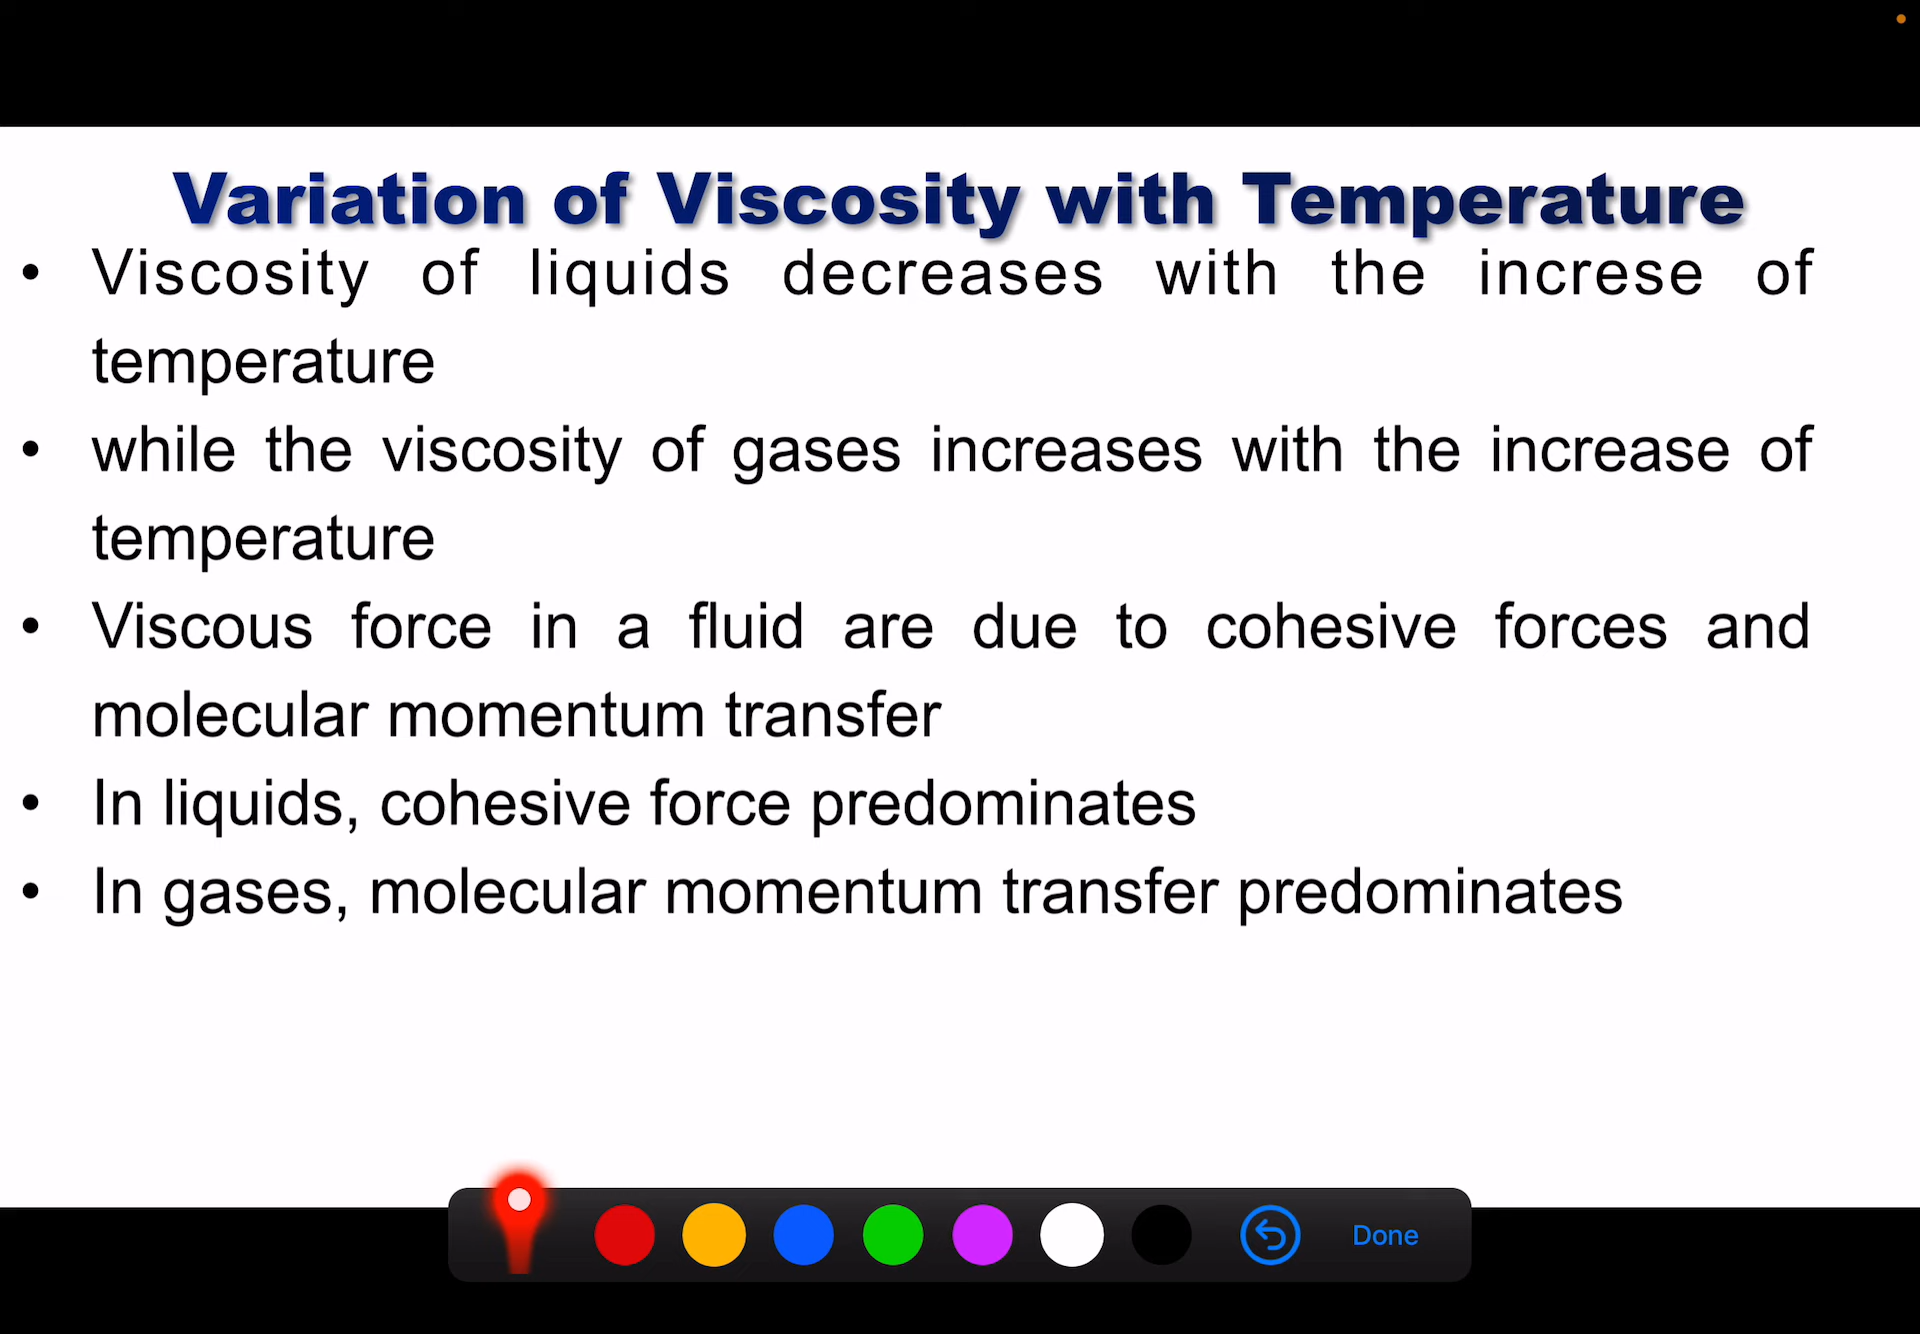 Variation of Viscosity with Temperature
• Viscosity of liquids decreases with the increse of
temperature
• while the viscosity of gases increases with the increase of
temperature
• Viscous force in a fluid are due to cohesive forces and
molecular momentum transfer
• In liquids, cohesive force predominates
• In gases, molecular momentum transfer predominates
Done